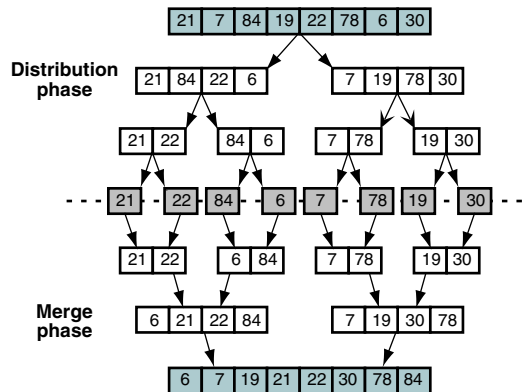 21 7 84 19 22 78 6 30
Distribution
phase
21 84 22 6 7 19 78 30
21 22 84 6 7 78 19 30
21 22 84 6 7 78 19 30
21 22 6 84 7 78 19 30
Merge
phase
6 21 22 84 7 19 30 78
6 7 19 21 22 30 78 84